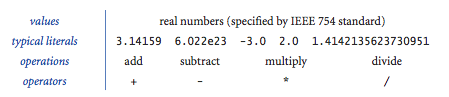 values real numbers (specified by IEEE 754 standard)
typical literals 3.14159 6.022e23 -3.0 2.0 1.4142135623730951
operations add subtract multiply divide
operators + - * /